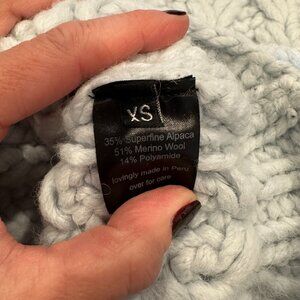 XS
35% Superfine Alpaca
51% Merino Wool
14% Polyamide
lovingly made in Peru
over for care